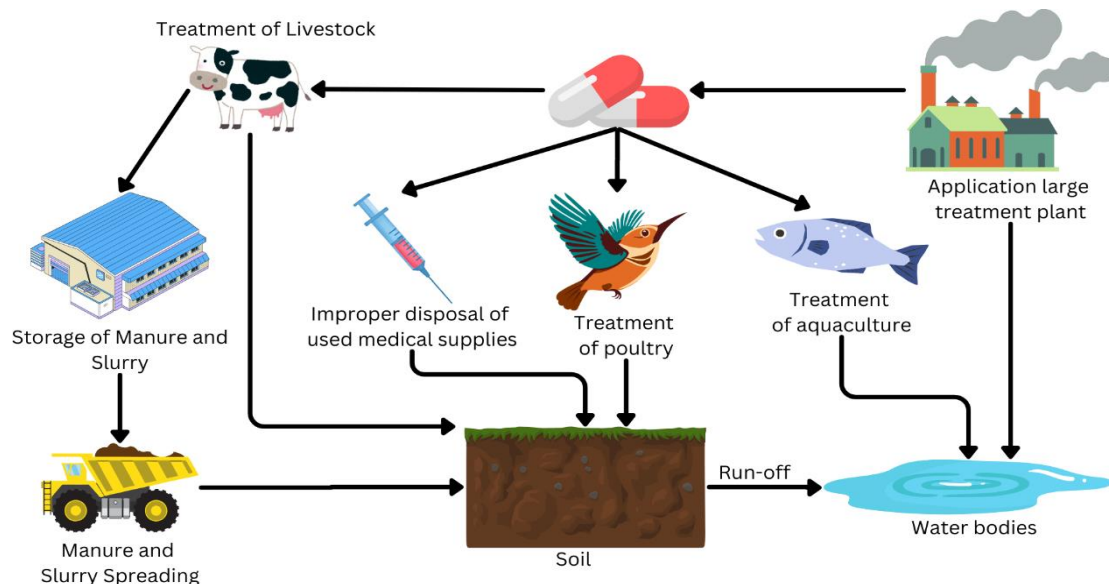 Treatment of Livestock
Application large
treatment plant
Storage of Manure and
Slurry
Improper disposal of
used medical supplies
Treatment
of poultry
Treatment
of aquaculture
Run-off
Manure and
Slurry Spreading
Soil
Water bodies